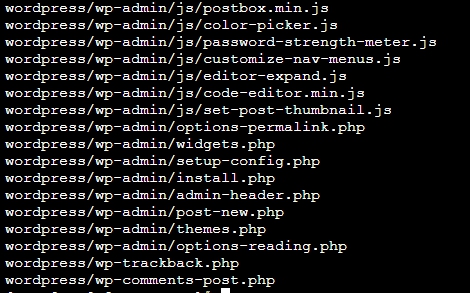 wordpress/wp-admin/js/postbox.min.js
wordpress/wp-admin/js/color-picker.js
wordpress/wp-admin/js/password-strength-meter.js
wordpress/wp-admin/js/customize-nav-menus.js
wordpress/wp-admin/js/editor-expand.js
wordpress/wp-admin/js/code-editor.min.js
wordpress/wp-admin/js/set-post-thumbnail.js
wordpress/wp-admin/options-permalink.php
wordpress/wp-admin/widgets.php
wordpress/wp-admin/setup-config.php
wordpress/wp-admin/install.php
wordpress/wp-admin/admin-header.php
wordpress/wp-admin/post-new.php
wordpress/wp-admin/themes.php
wordpress/wp-admin/options-reading.php
wordpress/wp-trackback.php
wordpress/wp-comments-post.php